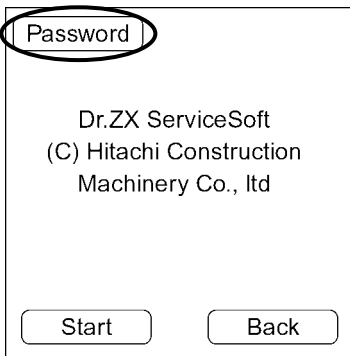 Password
Dr.ZX ServiceSoft
(C) Hitachi Construction
Machinery Co., ltd
Start
Back